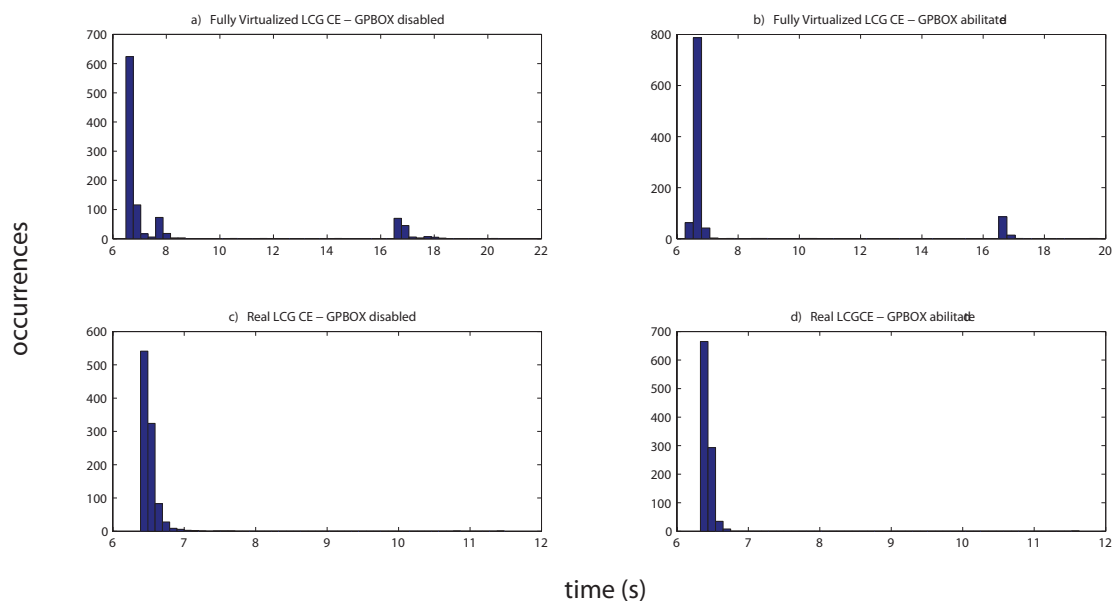 a) Fully Virtualized LCG CE – GPBOX disabled
700
600
500
400
300
200
100
0
6 8 10 12 14 16 18 20 22
b) Fully Virtualized LCG CE – GPBOX abilitated
800
600
400
200
0
6 8 10 12 14 16 18 20
occurrences
c) Real LCG CE – GPBOX disabled
600
500
400
300
200
100
0
6 7 8 9 10 11 12
d) Real LCGCE – GPBOX abilitated
700
600
500
400
300
200
100
0
6 7 8 9 10 11 12
time (s)